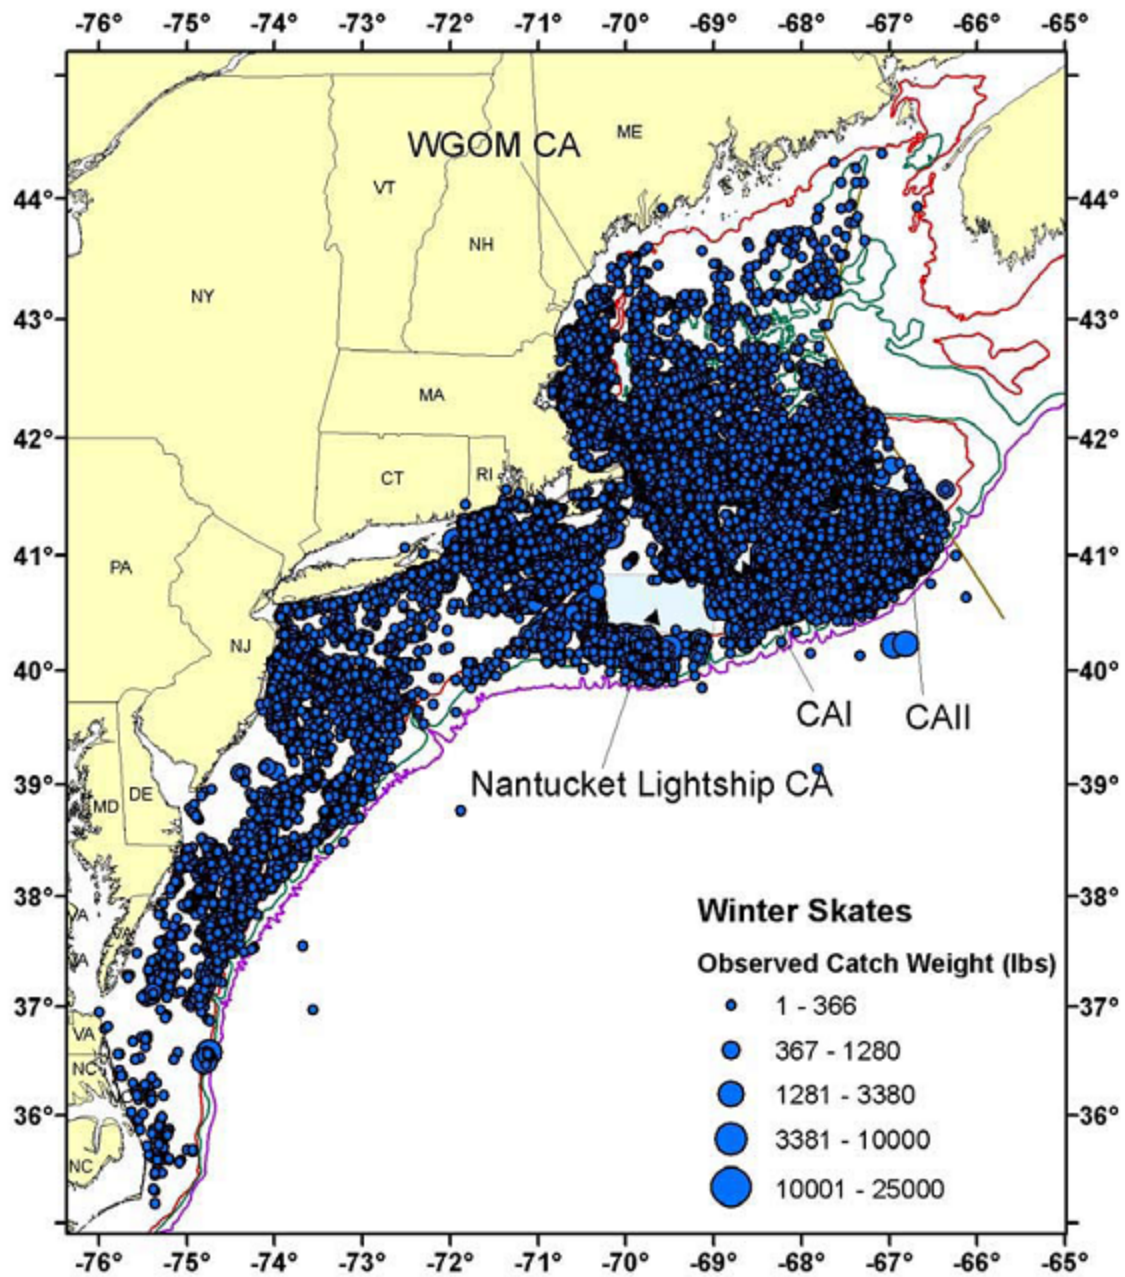 -76° -75° -74° -73° -72° -71° -70° -69° -68° -67° -66° -65°
WGOM CA
ME
VT
NH
NY
MA
CT
RI
PA
NJ
MD
DE
VA
VA
VA
VA
NC
NC
NC
44° 44°
43° 43°
42° 42°
41° 41°
40° 40°
39° 39°
38° 38°
37° 37°
36° 36°
CAI
CAII
Nantucket Lightship CA
Winter Skates
Observed Catch Weight (lbs)
1 - 366
367 - 1280
1281 - 3380
3381 - 10000
10001 - 25000
-76° -75° -74° -73° -72° -71° -70° -69° -68° -67° -66° -65°